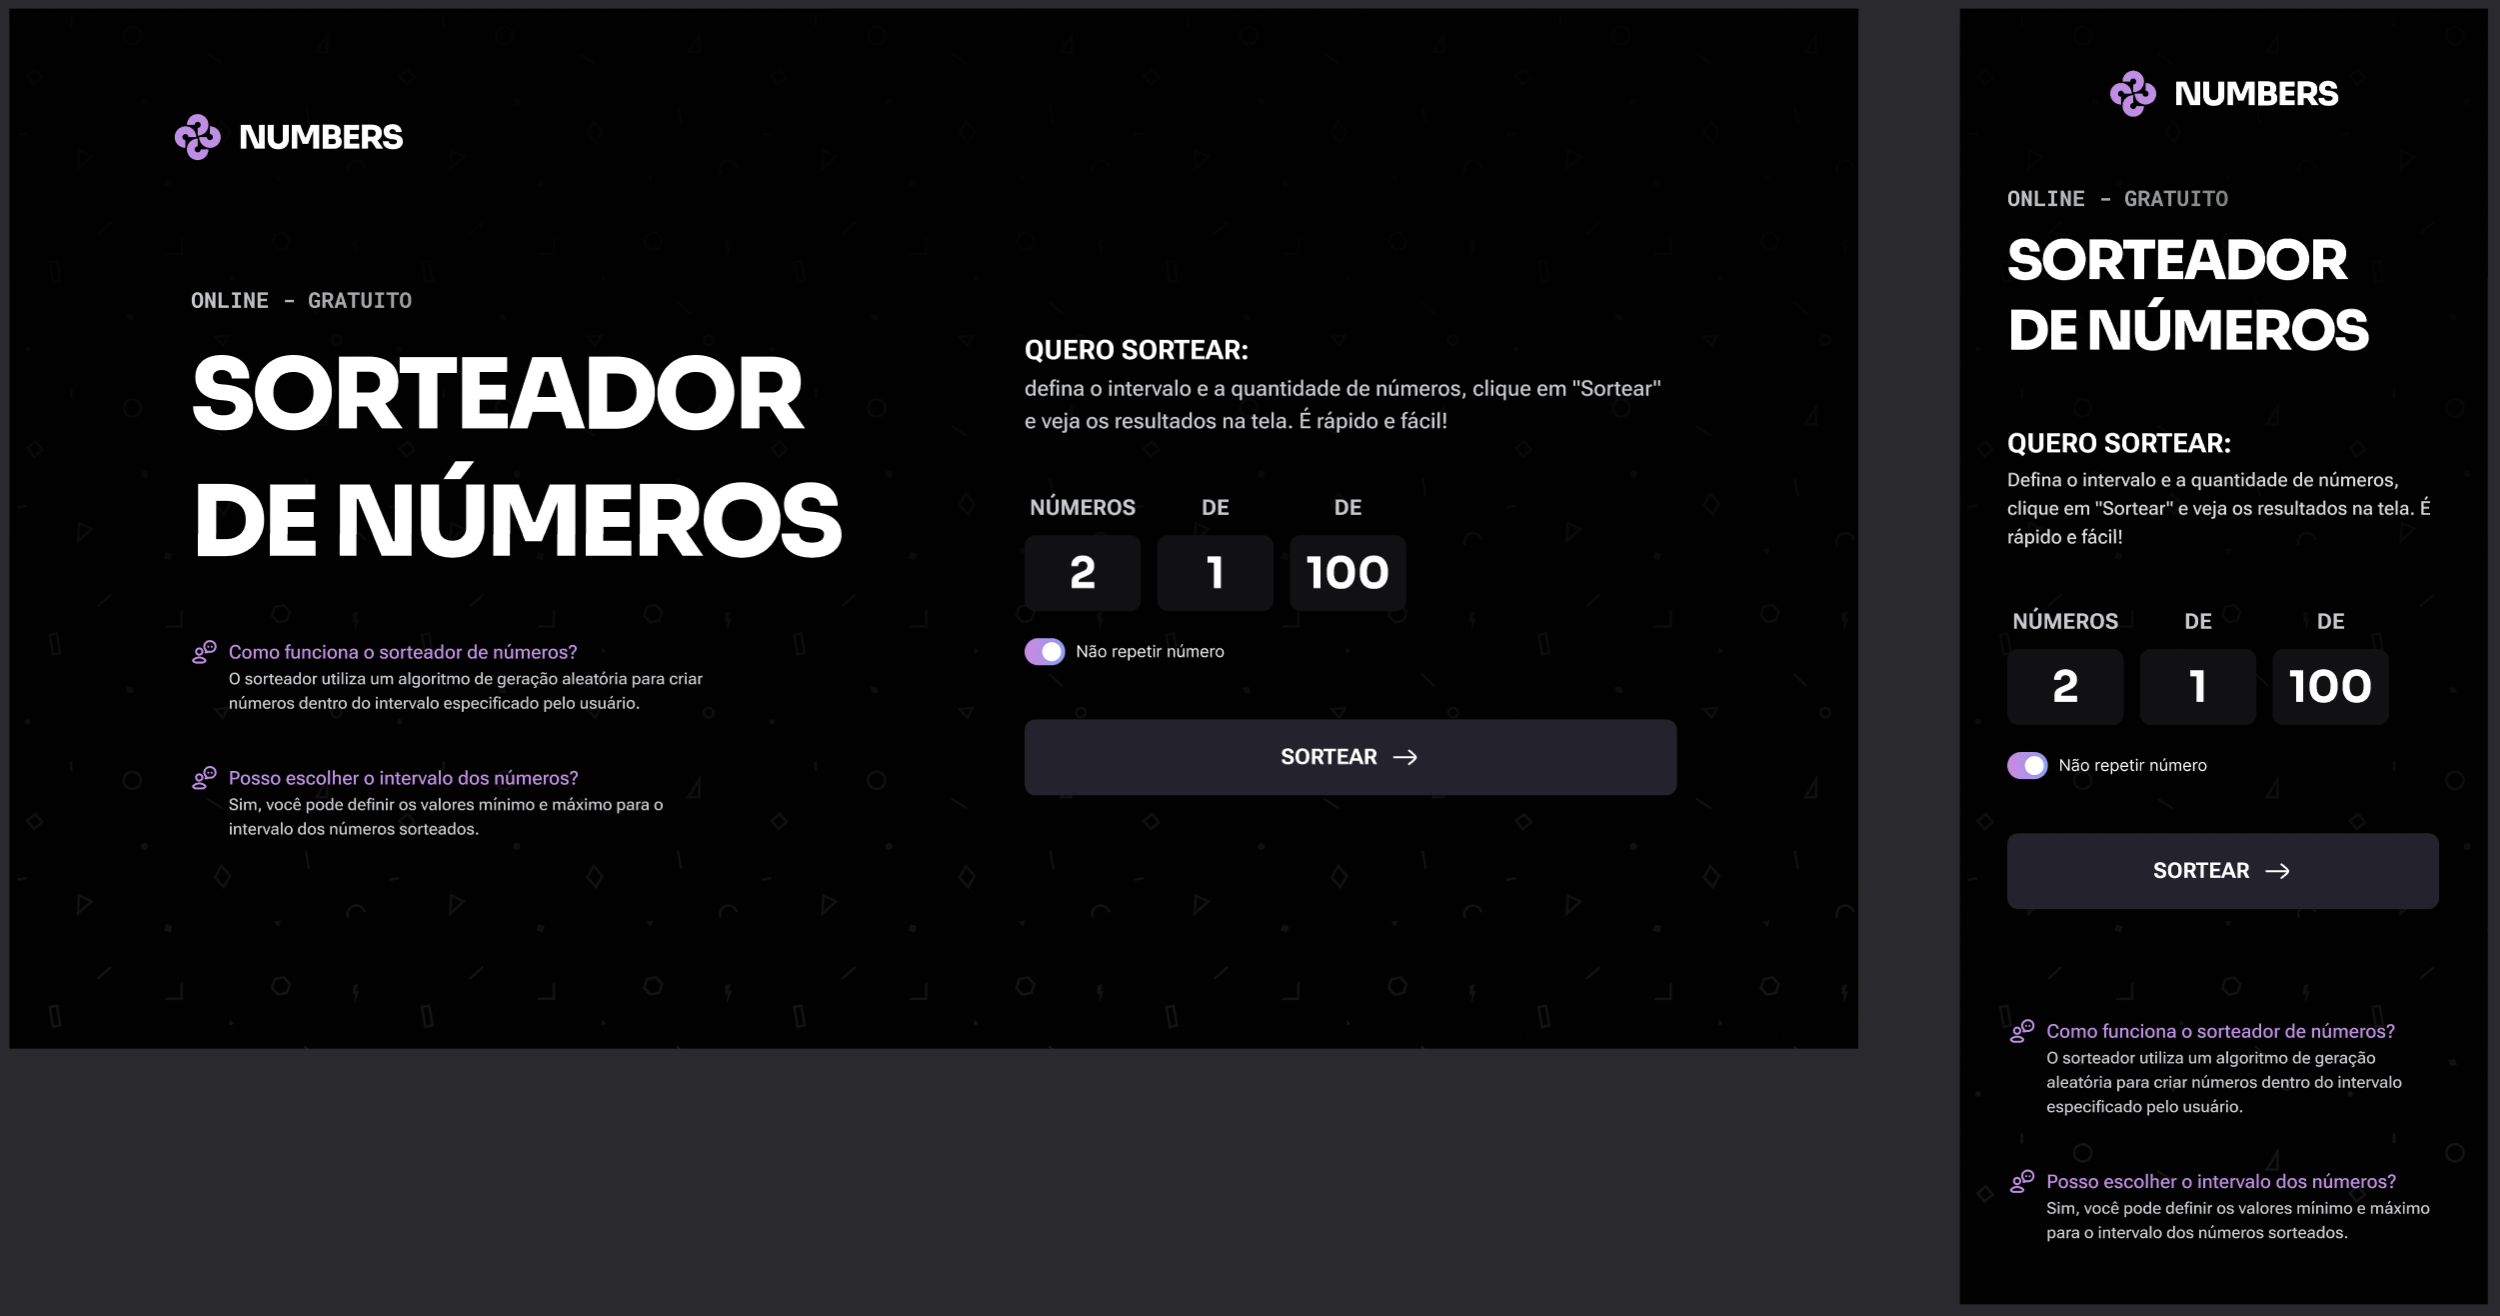 NUMBERS
ONLINE - GRATUITO
SORTEADOR
DE NÚMEROS
Como funciona o sorteador de números?
O sorteador utiliza um algoritmo de geração aleatória para criar
números dentro do intervalo especificado pelo usuário.
Posso escolher o intervalo dos números?
Sim, você pode definir os valores mínimo e máximo para o
intervalo dos números sorteados.
QUERO SORTEAR:
defina o intervalo e a quantidade de números, clique em "Sortear"
e veja os resultados na tela. É rápido e fácil!
NÚMEROS DE DE
2 1 100
Não repetir número
SORTEAR
NUMBERS
ONLINE - GRATUITO
SORTEADOR
DE NÚMEROS
QUERO SORTEAR:
Defina o intervalo e a quantidade de números,
clique em "Sortear" e veja os resultados na tela. É
rápido e fácil!
NÚMEROS DE DE
2 1 100
Não repetir número
SORTEAR
Como funciona o sorteador de números?
O sorteador utiliza um algoritmo de geração
aleatória para criar números dentro do intervalo
especificado pelo usuário.
Posso escolher o intervalo dos números?
Sim, você pode definir os valores mínimo e máximo
para o intervalo dos números sorteados.